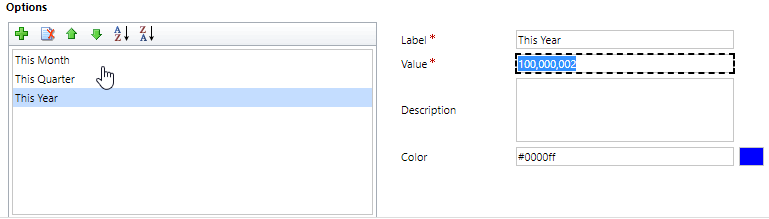 Options
This Month
This Quarter
This Year
Label *
This Year
Value *
100,000,002
Description
Color
#0000ff